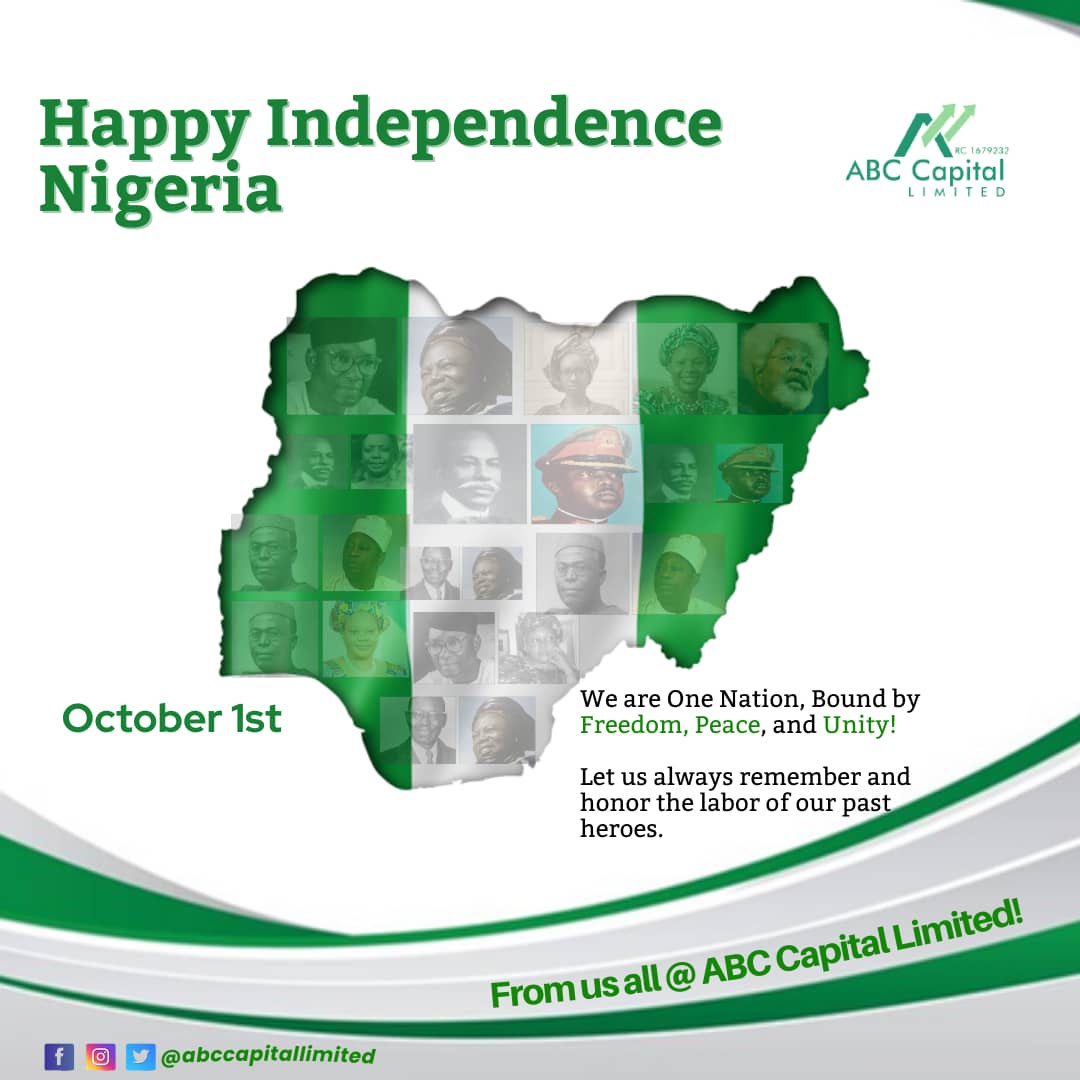 Happy Independence
Nigeria
RC 1679232
ABC Capital
LIMITED
October 1st
We are One Nation, Bound by
Freedom, Peace, and Unity!
Let us always remember and
honor the labor of our past
heroes.
From us all @ ABC Capital Limited!
@abccapitallimited